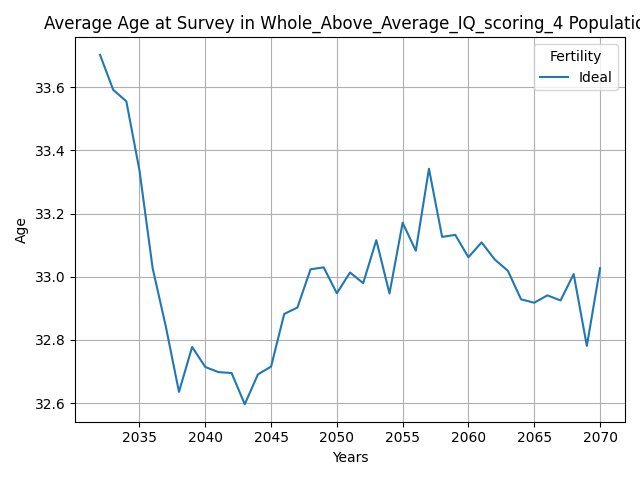 Average Age at Survey in Whole_Above_Average_IQ_scoring_4 Populatio
Fertility
Ideal
33.6
33.4
33.2
33.0
32.8
32.6
Age
2035 2040 2045 2050 2055 2060 2065 2070
Years